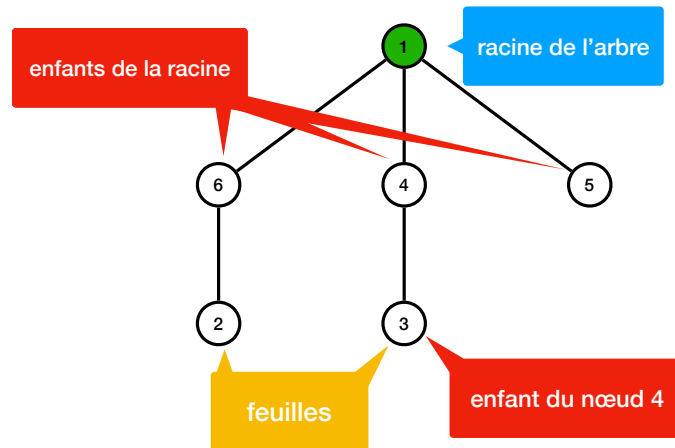 1
racine de l’arbre
enfants de la racine
6
4
5
2
3
feuilles
enfant du nœud 4